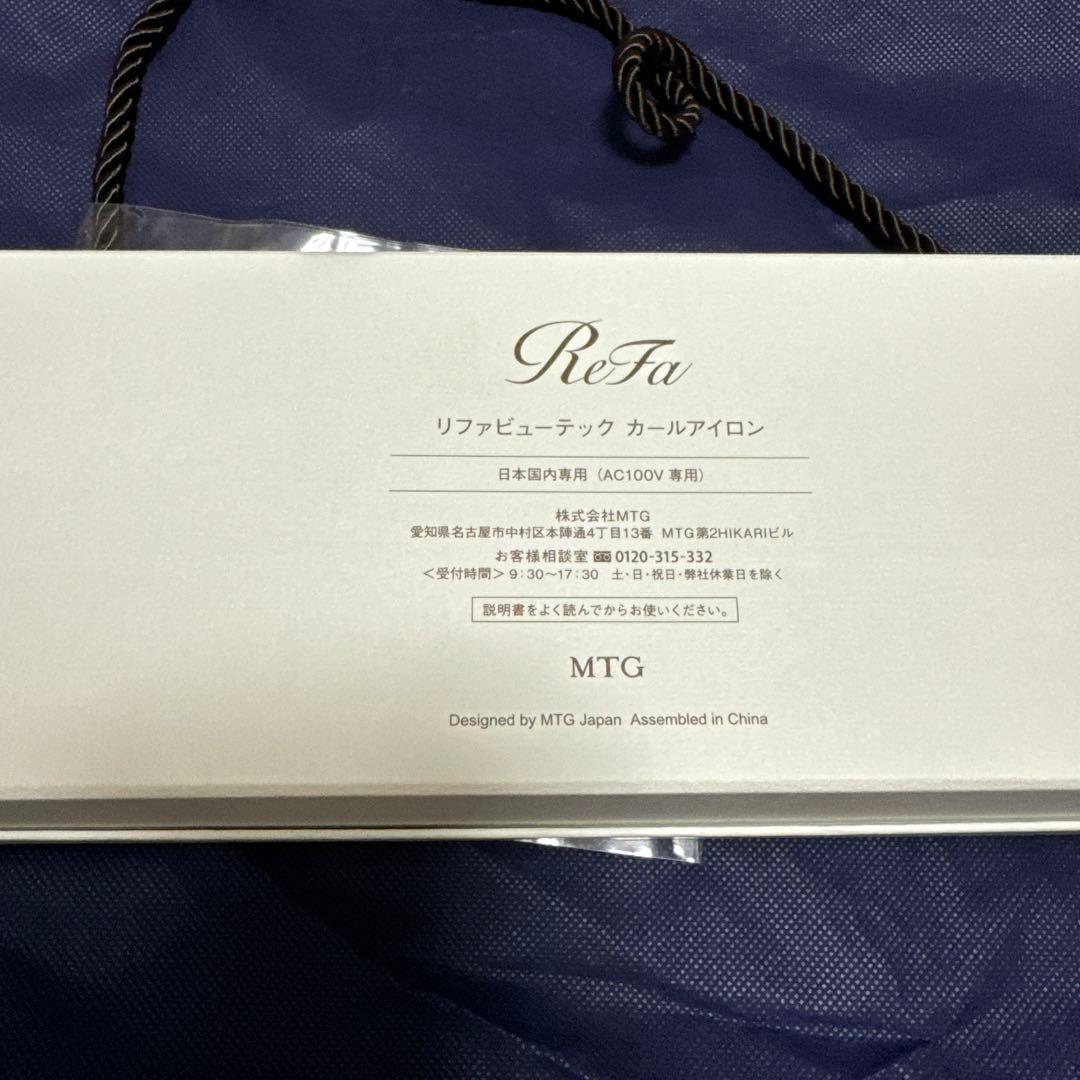 ReFa
リファビューテック カールアイロン
日本国内専用（AC100V 専用）
株式会社MTG
愛知県名古屋市中村区本陣通4丁目13番 MTG第2HIKARIビル
お客様相談室 0120-315-332
＜受付時間＞9:30〜17:30 土・日・祝日・弊社休業日を除く
説明書をよく読んでからお使いください。
MTG
Designed by MTG Japan Assembled in China